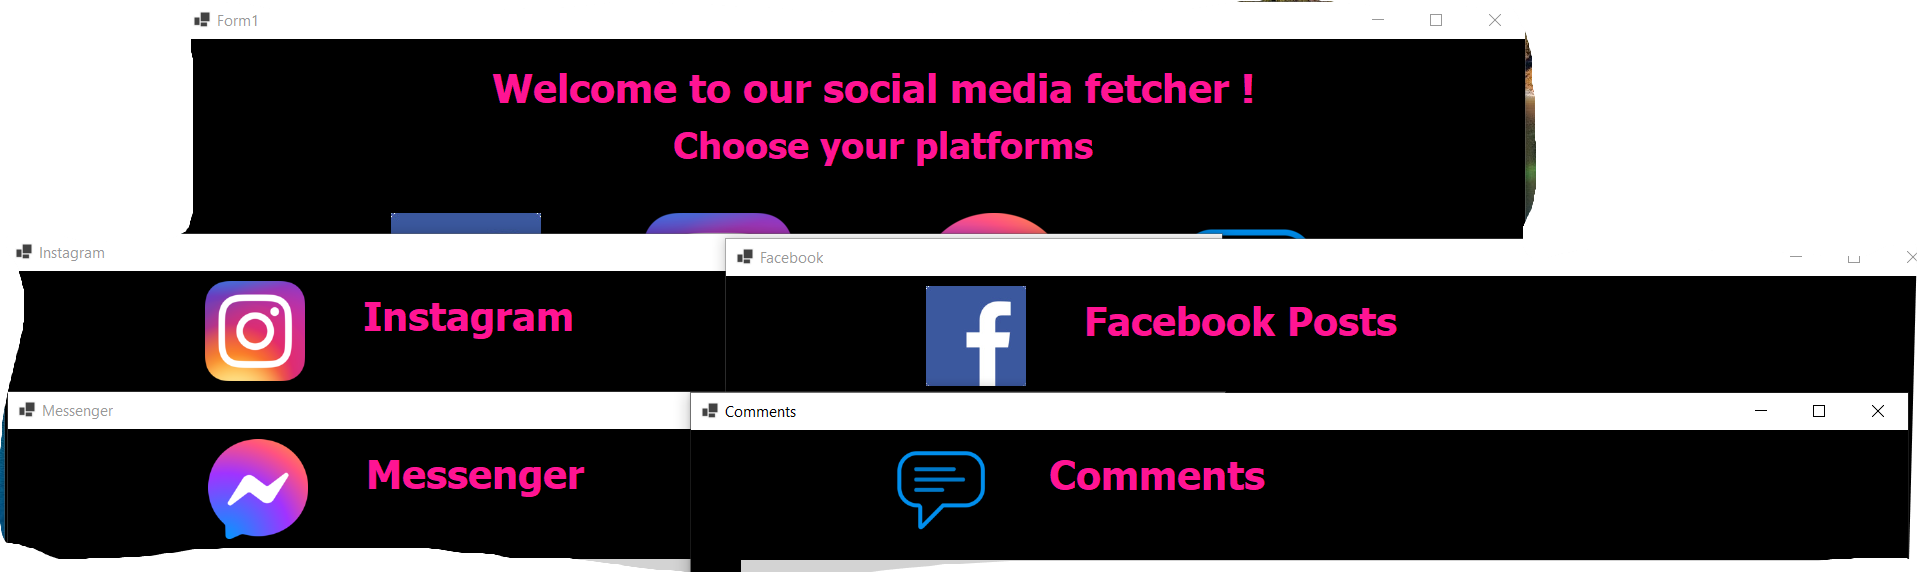 Form1
Welcome to our social media fetcher !
Choose your platforms
Instagram
Instagram
Facebook
Facebook Posts
Messenger
Messenger
Comments
Comments